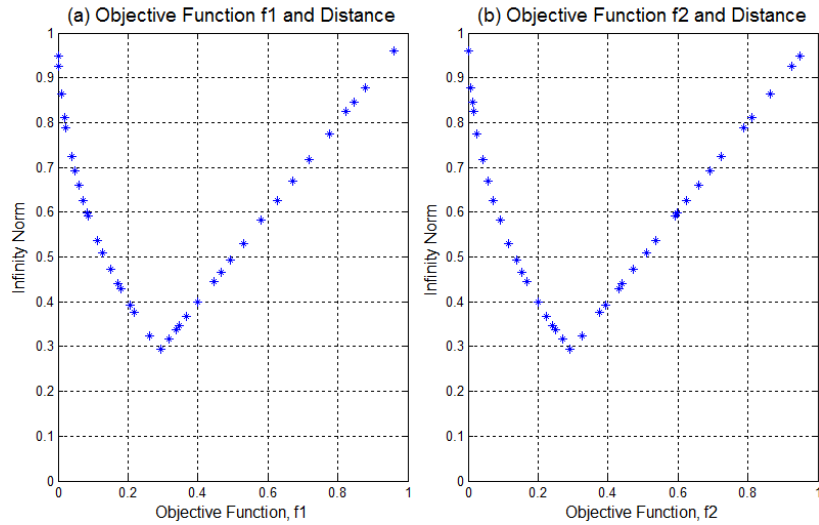 (a) Objective Function f1 and Distance
1
0.9
0.8
0.7
0.6
0.5
0.4
0.3
0.2
0.1
0
Infinity Norm
0 0.2 0.4 0.6 0.8 1
Objective Function, f1
(b) Objective Function f2 and Distance
1
0.9
0.8
0.7
0.6
0.5
0.4
0.3
0.2
0.1
0
Infinity Norm
0 0.2 0.4 0.6 0.8 1
Objective Function, f2